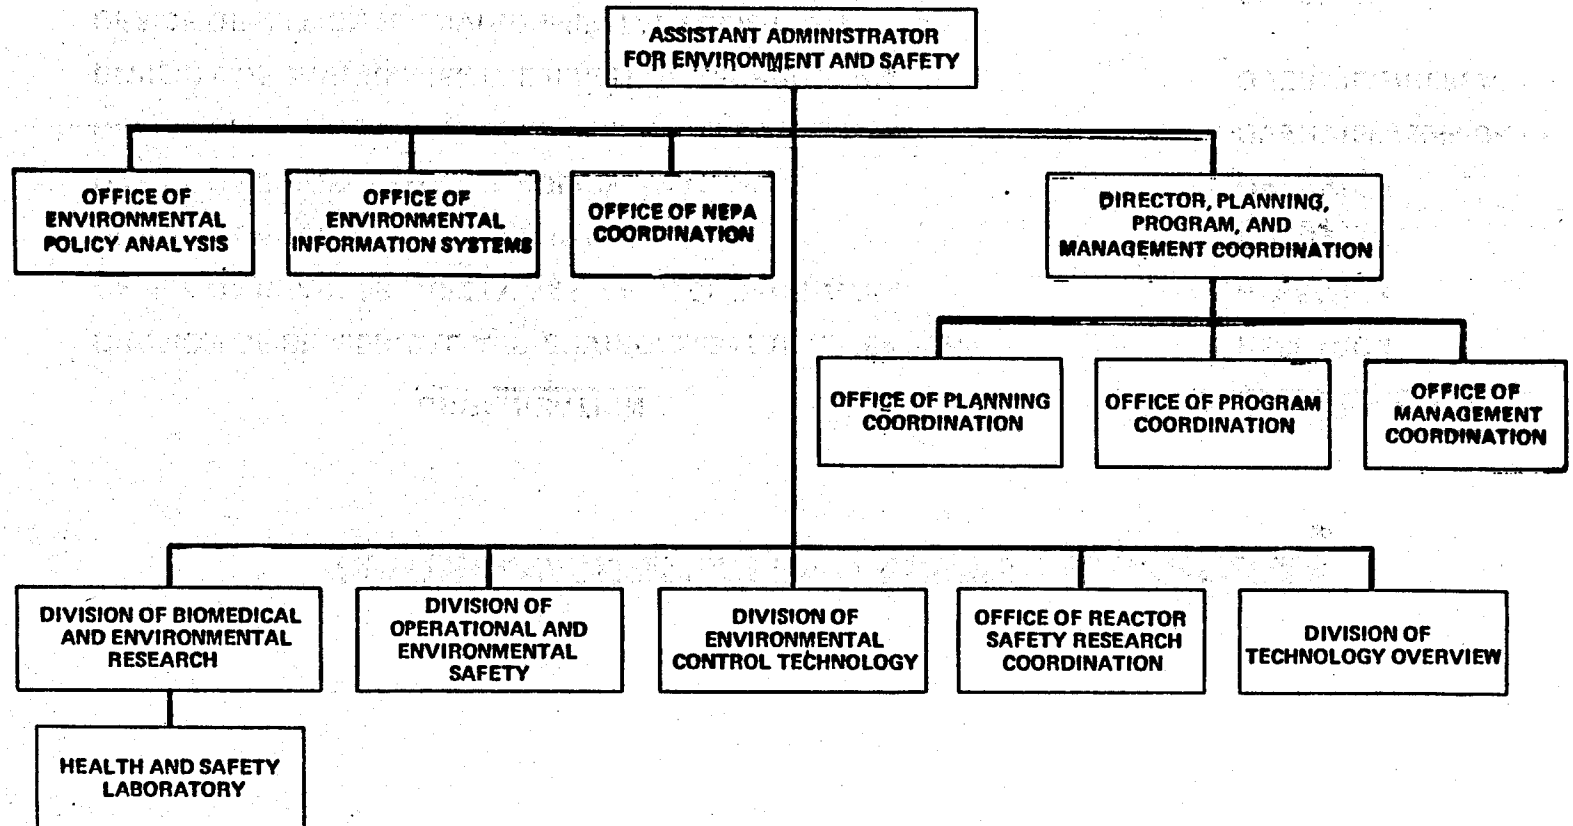 ASSISTANT ADMINISTRATOR
FOR ENVIRONMENT AND SAFETY
OFFICE OF
ENVIRONMENTAL
POLICY ANALYSIS
OFFICE OF
ENVIRONMENTAL
INFORMATION SYSTEMS
OFFICE OF NEPA
COORDINATION
DIRECTOR, PLANNING,
PROGRAM, AND
MANAGEMENT COORDINATION
OFFICE OF PLANNING
COORDINATION
OFFICE OF PROGRAM
COORDINATION
OFFICE OF
MANAGEMENT
COORDINATION
DIVISION OF BIOMEDICAL
AND ENVIRONMENTAL
RESEARCH
DIVISION OF
OPERATIONAL AND
ENVIRONMENTAL
SAFETY
DIVISION OF
ENVIRONMENTAL
CONTROL TECHNOLOGY
OFFICE OF REACTOR
SAFETY RESEARCH
COORDINATION
DIVISION OF
TECHNOLOGY OVERVIEW
HEALTH AND SAFETY
LABORATORY